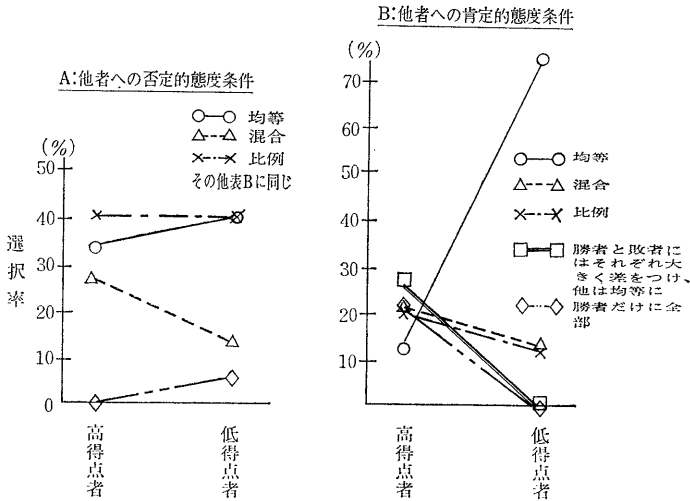 B:他者への肯定的態度条件
A:他者への否定的態度条件
均等
混合
比例
その他表Bに同じ
(%)
50
40
30
20
10
0
選択率
高得点者
低得点者
(%)
70
60
50
40
30
20
10
均等
混合
比例
勝者と敗者に
はそれぞれ大
きく差をつけ、
他は均等に
勝者だけに全
部
高得点者
低得点者